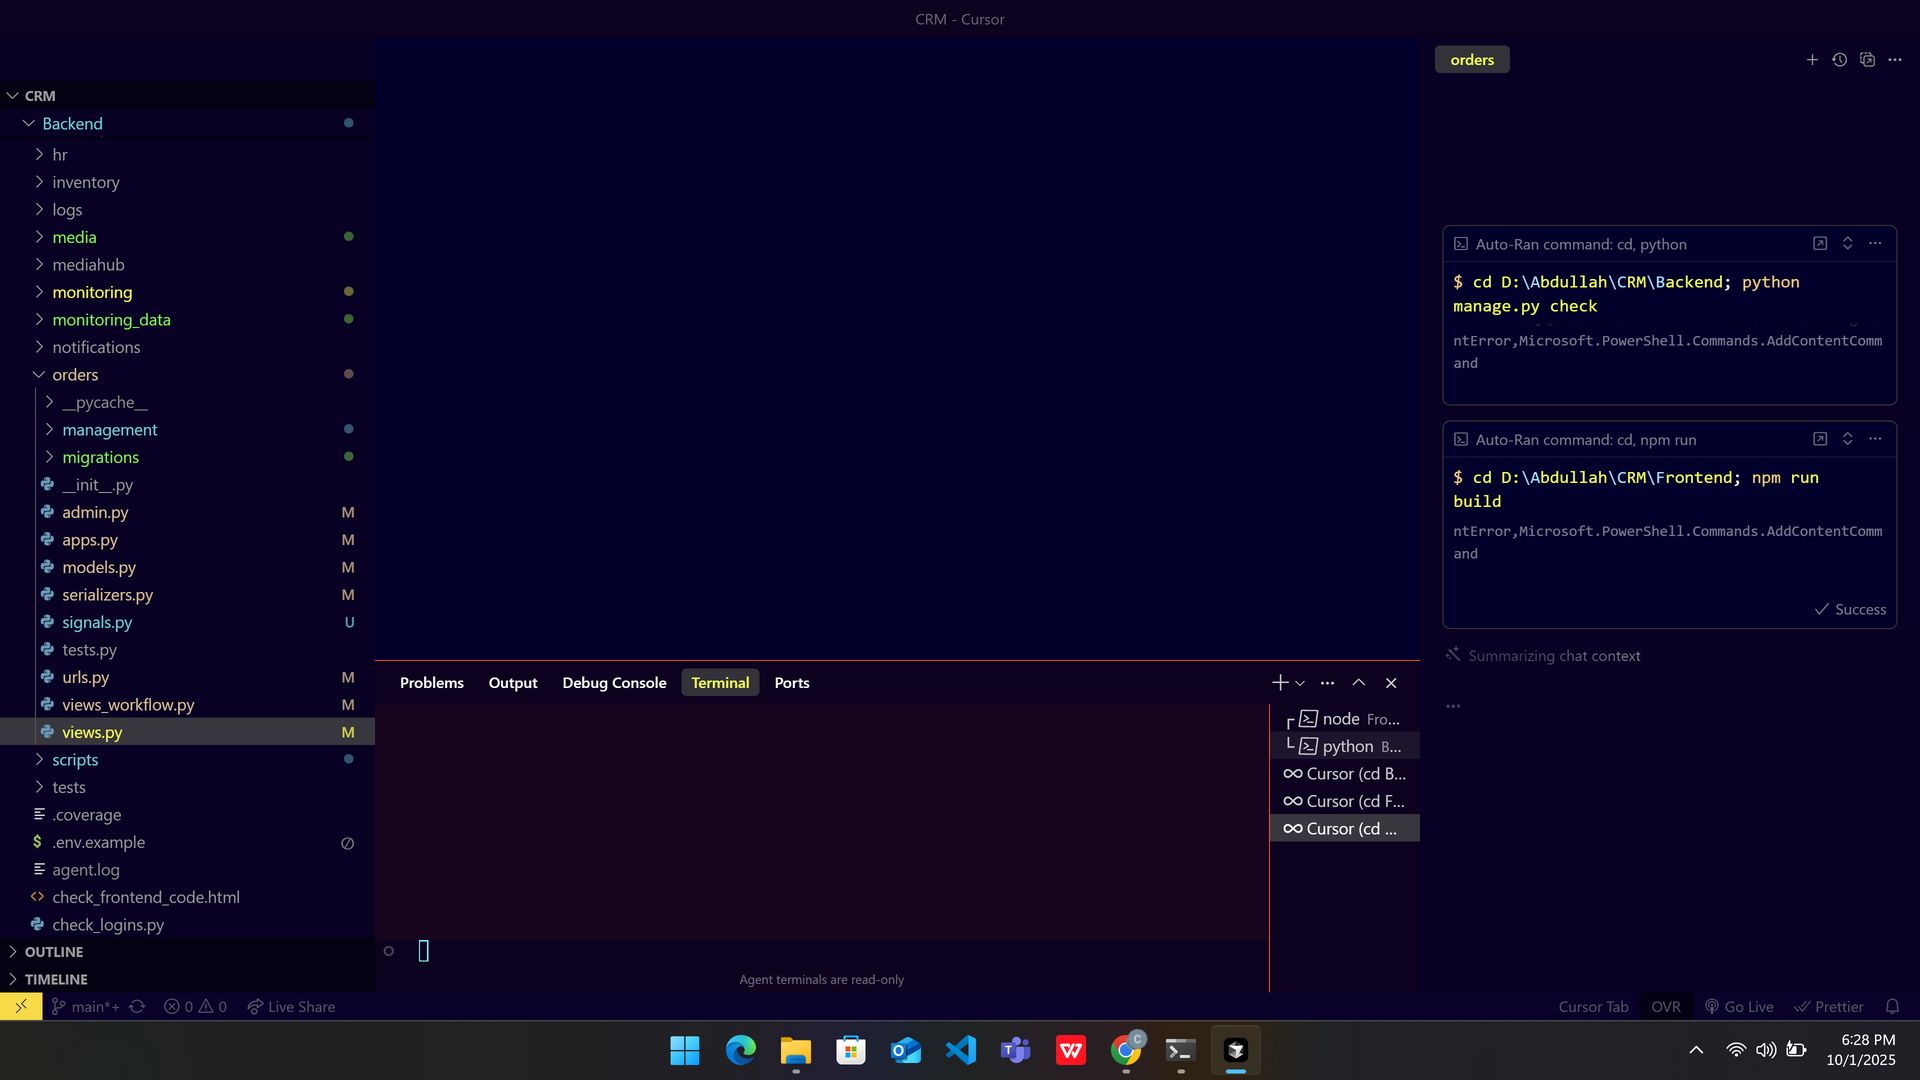 CRM - Cursor
CRM
Backend
hr
inventory
logs
media
mediahub
monitoring
monitoring_data
notifications
orders
__pycache__
management
migrations
__init__.py
admin.py M
apps.py M
models.py M
serializers.py M
signals.py U
tests.py
urls.py M
views_workflow.py M
views.py M
scripts
tests
.coverage
$ .env.example
agent.log
<> check_frontend_code.html
check_logins.py
OUTLINE
TIMELINE
Problems Output Debug Console Terminal Ports
node Fro...
python B...
Cursor (cd B...
Cursor (cd F...
Cursor (cd ...
Agent terminals are read-only
orders
Auto-Ran command: cd, python
$ cd D:\Abdullah\CRM\Backend; python
manage.py check
ntError,Microsoft.PowerShell.Commands.AddContentComm
and
Auto-Ran command: cd, npm run
$ cd D:\Abdullah\CRM\Frontend; npm run
build
ntError,Microsoft.PowerShell.Commands.AddContentComm
and
Success
Summarizing chat context
...
main*+ 0 0 Live Share
Cursor Tab OVR Go Live Prettier
C
6:28 PM
10/1/2025